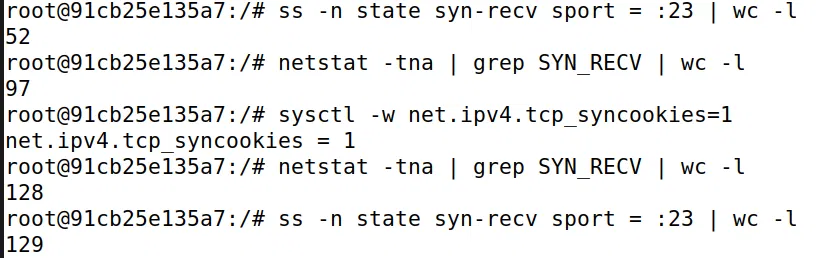 root@91cb25e135a7:/# ss -n state syn-recv sport = :23 | wc -l
52
root@91cb25e135a7:/# netstat -tna | grep SYN_RECV | wc -l
97
root@91cb25e135a7:/# sysctl -w net.ipv4.tcp_syncookies=1
net.ipv4.tcp_syncookies = 1
root@91cb25e135a7:/# netstat -tna | grep SYN_RECV | wc -l
128
root@91cb25e135a7:/# ss -n state syn-recv sport = :23 | wc -l
129